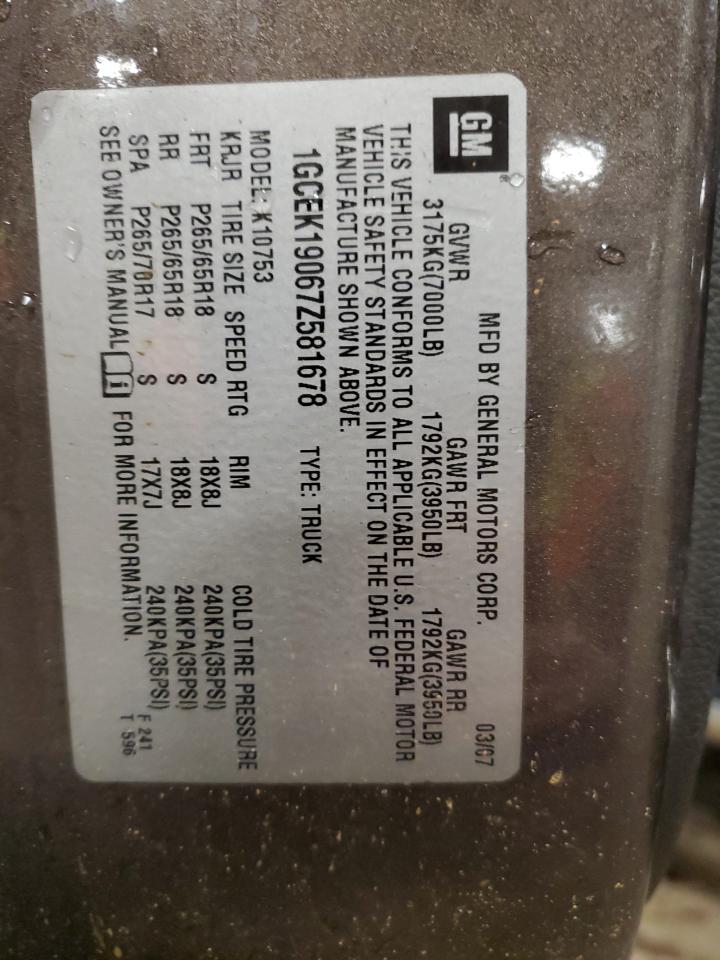 GM
MFD BY GENERAL MOTORS CORP. 03/07
GVWR GAWR FRT GAWR RR
3175KG(7000LB) 1792KG(3950LB) 1792KG(3950LB)
THIS VEHICLE CONFORMS TO ALL APPLICABLE U.S. FEDERAL MOTOR
VEHICLE SAFETY STANDARDS IN EFFECT ON THE DATE OF
MANUFACTURE SHOWN ABOVE.
1GCEK19067Z581678 TYPE: TRUCK
MODEL: K10753
KRJR TIRE SIZE SPEED RTG RIM COLD TIRE PRESSURE
FRT P265/65R18 S 18X8J 240KPA(35PSI)
RR P265/65R18 S 18X8J 240KPA(35PSI)
SPA P265/70R17 S 17X7J 240KPA(35PSI)
SEE OWNER'S MANUAL i FOR MORE INFORMATION.
F 241
T 596